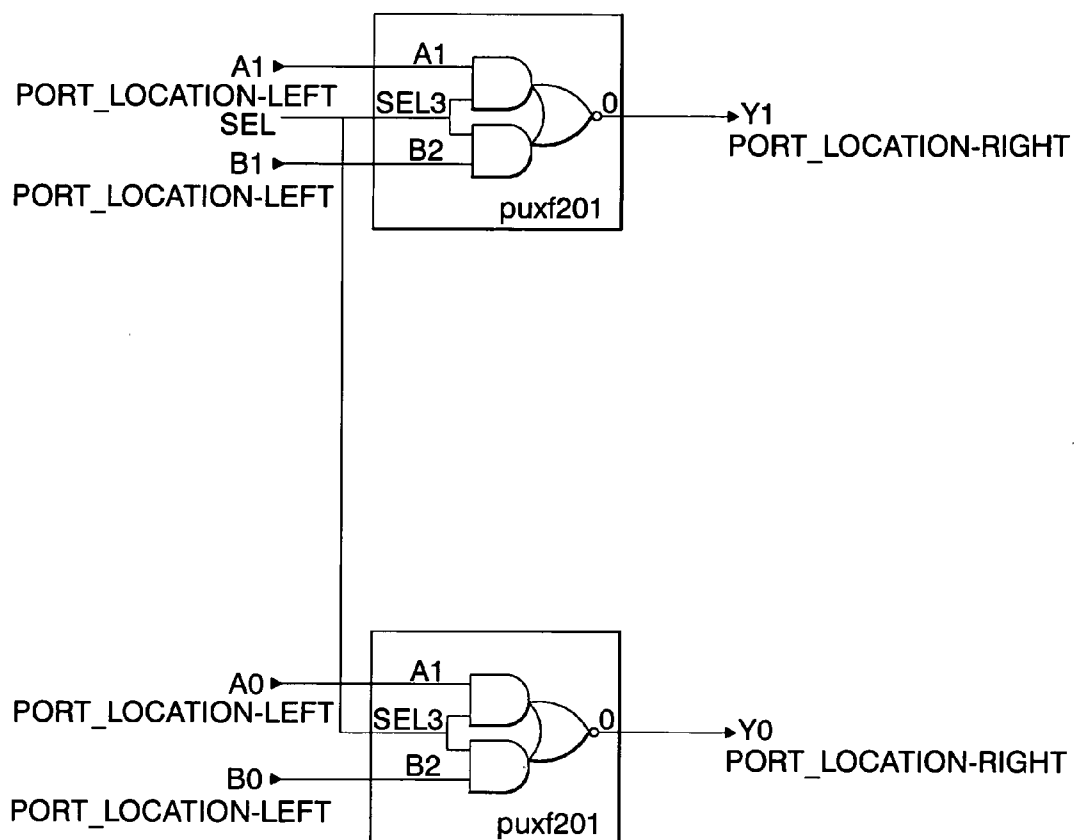 A1
A1
PORT_LOCATION-LEFT
SEL3
0
SEL
Y1
PORT_LOCATION-RIGHT
B1
B2
PORT_LOCATION-LEFT
puxf201
A0
A1
PORT_LOCATION-LEFT
SEL3
0
Y0
PORT_LOCATION-RIGHT
B0
B2
PORT_LOCATION-LEFT
puxf201